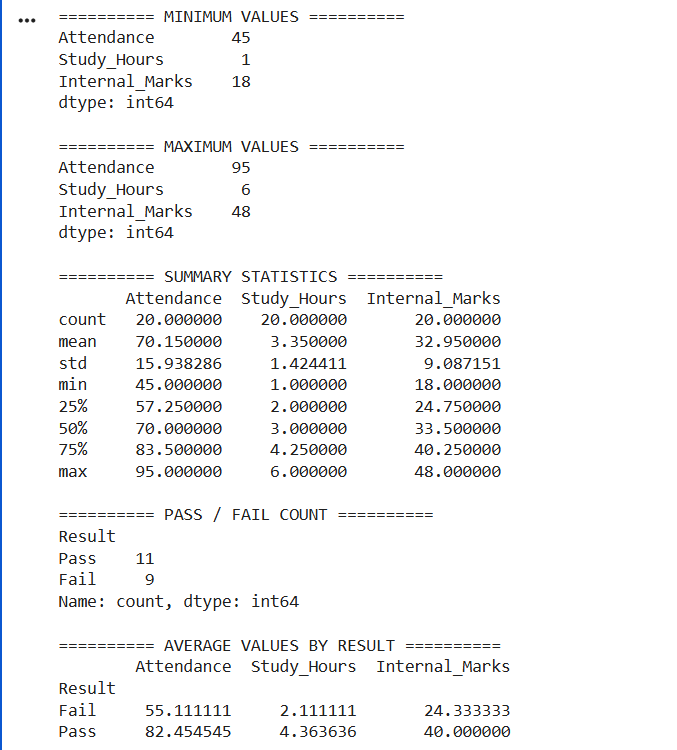 ========== MINIMUM VALUES ==========
Attendance        45
Study_Hours        1
Internal_Marks    18
dtype: int64
========== MAXIMUM VALUES ==========
Attendance        95
Study_Hours        6
Internal_Marks    48
dtype: int64
========== SUMMARY STATISTICS ==========
       Attendance  Study_Hours  Internal_Marks
count   20.000000    20.000000       20.000000
mean    70.150000     3.350000       32.950000
std     15.938286     1.424411        9.087151
min     45.000000     1.000000       18.000000
25%     57.250000     2.000000       24.750000
50%     70.000000     3.000000       33.500000
75%     83.500000     4.250000       40.250000
max     95.000000     6.000000       48.000000
========== PASS / FAIL COUNT ==========
Result
Pass    11
Fail     9
Name: count, dtype: int64
========== AVERAGE VALUES BY RESULT ==========
        Attendance  Study_Hours  Internal_Marks
Result
Fail     55.111111     2.111111       24.333333
Pass     82.454545     4.363636       40.000000